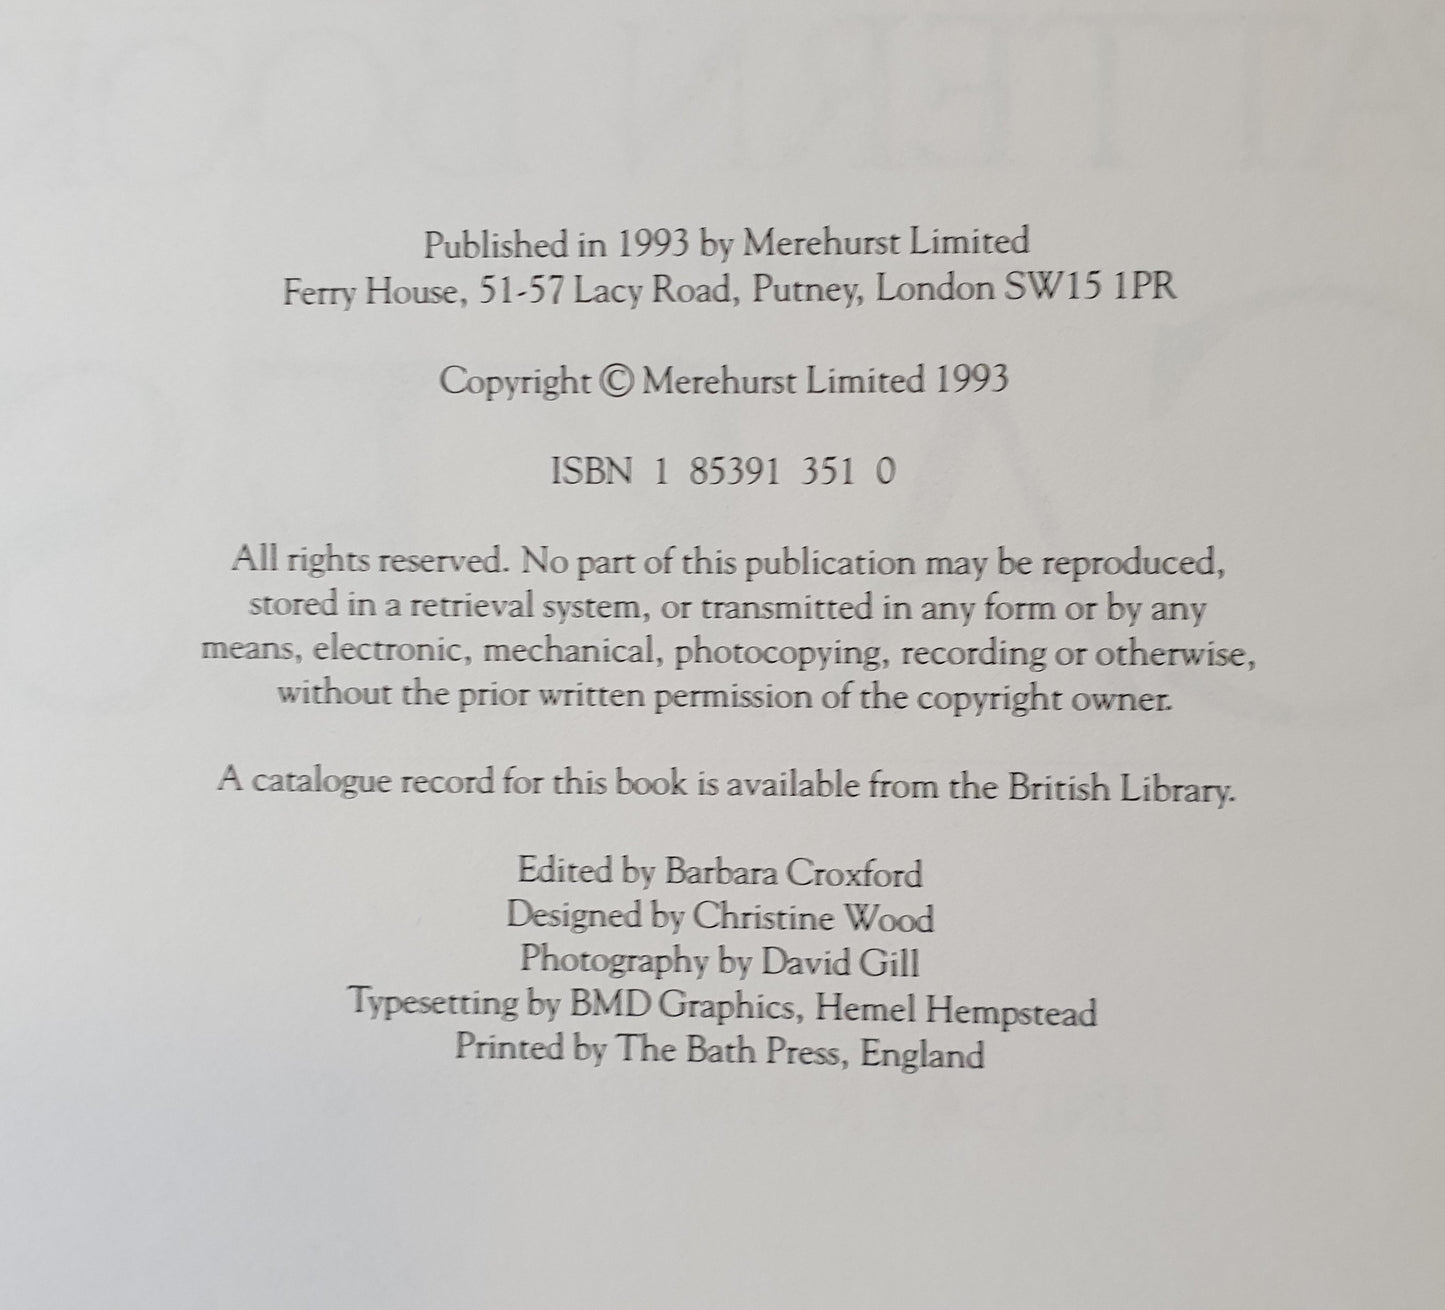 Published in 1993 by Merehurst Limited
Ferry House, 51-57 Lacy Road, Putney, London SW15 1PR
Copyright © Merehurst Limited 1993
ISBN 1 85391 351 0
All rights reserved. No part of this publication may be reproduced,
stored in a retrieval system, or transmitted in any form or by any
means, electronic, mechanical, photocopying, recording or otherwise,
without the prior written permission of the copyright owner.
A catalogue record for this book is available from the British Library.
Edited by Barbara Croxford
Designed by Christine Wood
Photography by David Gill
Typesetting by BMD Graphics, Hemel Hempstead
Printed by The Bath Press, England